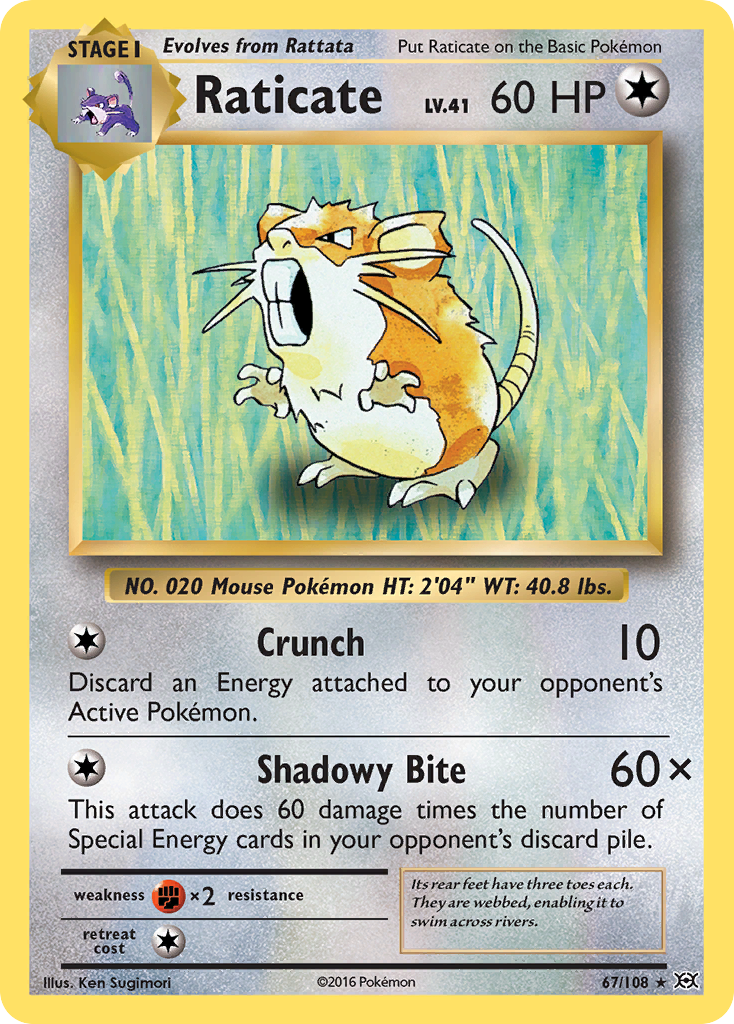 STAGE 1 Evolves from Rattata Put Raticate on the Basic Pokémon
Raticate LV.41 60 HP
NO. 020 Mouse Pokémon HT: 2'04" WT: 40.8 lbs.
Crunch 10
Discard an Energy attached to your opponent's
Active Pokémon.
Shadowy Bite 60×
This attack does 60 damage times the number of
Special Energy cards in your opponent's discard pile.
weakness ×2 resistance
retreat
cost
Its rear feet have three toes each.
They are webbed, enabling it to
swim across rivers.
Illus. Ken Sugimori ©2016 Pokémon 67/108 ★